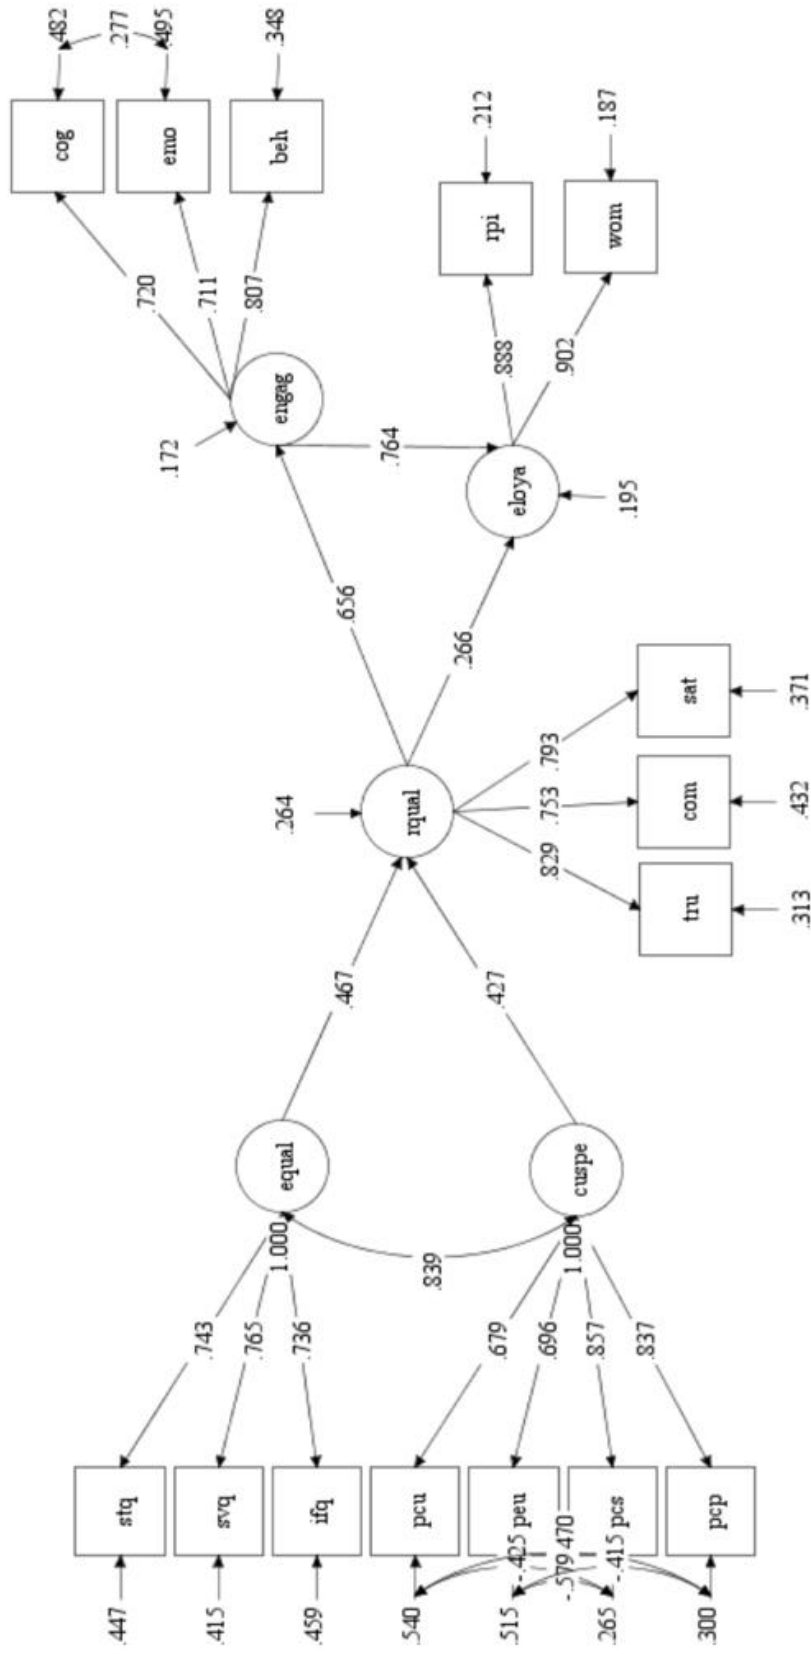 .482
.277
.495
.348
cog
emo
beh
.212
.187
rpi
wom
.720
.711
.807
.888
.902
.172
engag
.764
eloya
.195
.656
.266
sat
.371
.264
rqual
.793
.753
.829
com
.432
tru
.313
.467
.427
equal
cuspe
1.000
1.000
.839
.743
.765
.736
.679
.696
.857
.837
stq
svq
ifq
pcu
peu
pcs
pcp
-.425
.470
-.579
-.415
.447
.415
.459
.540
.515
.265
.300